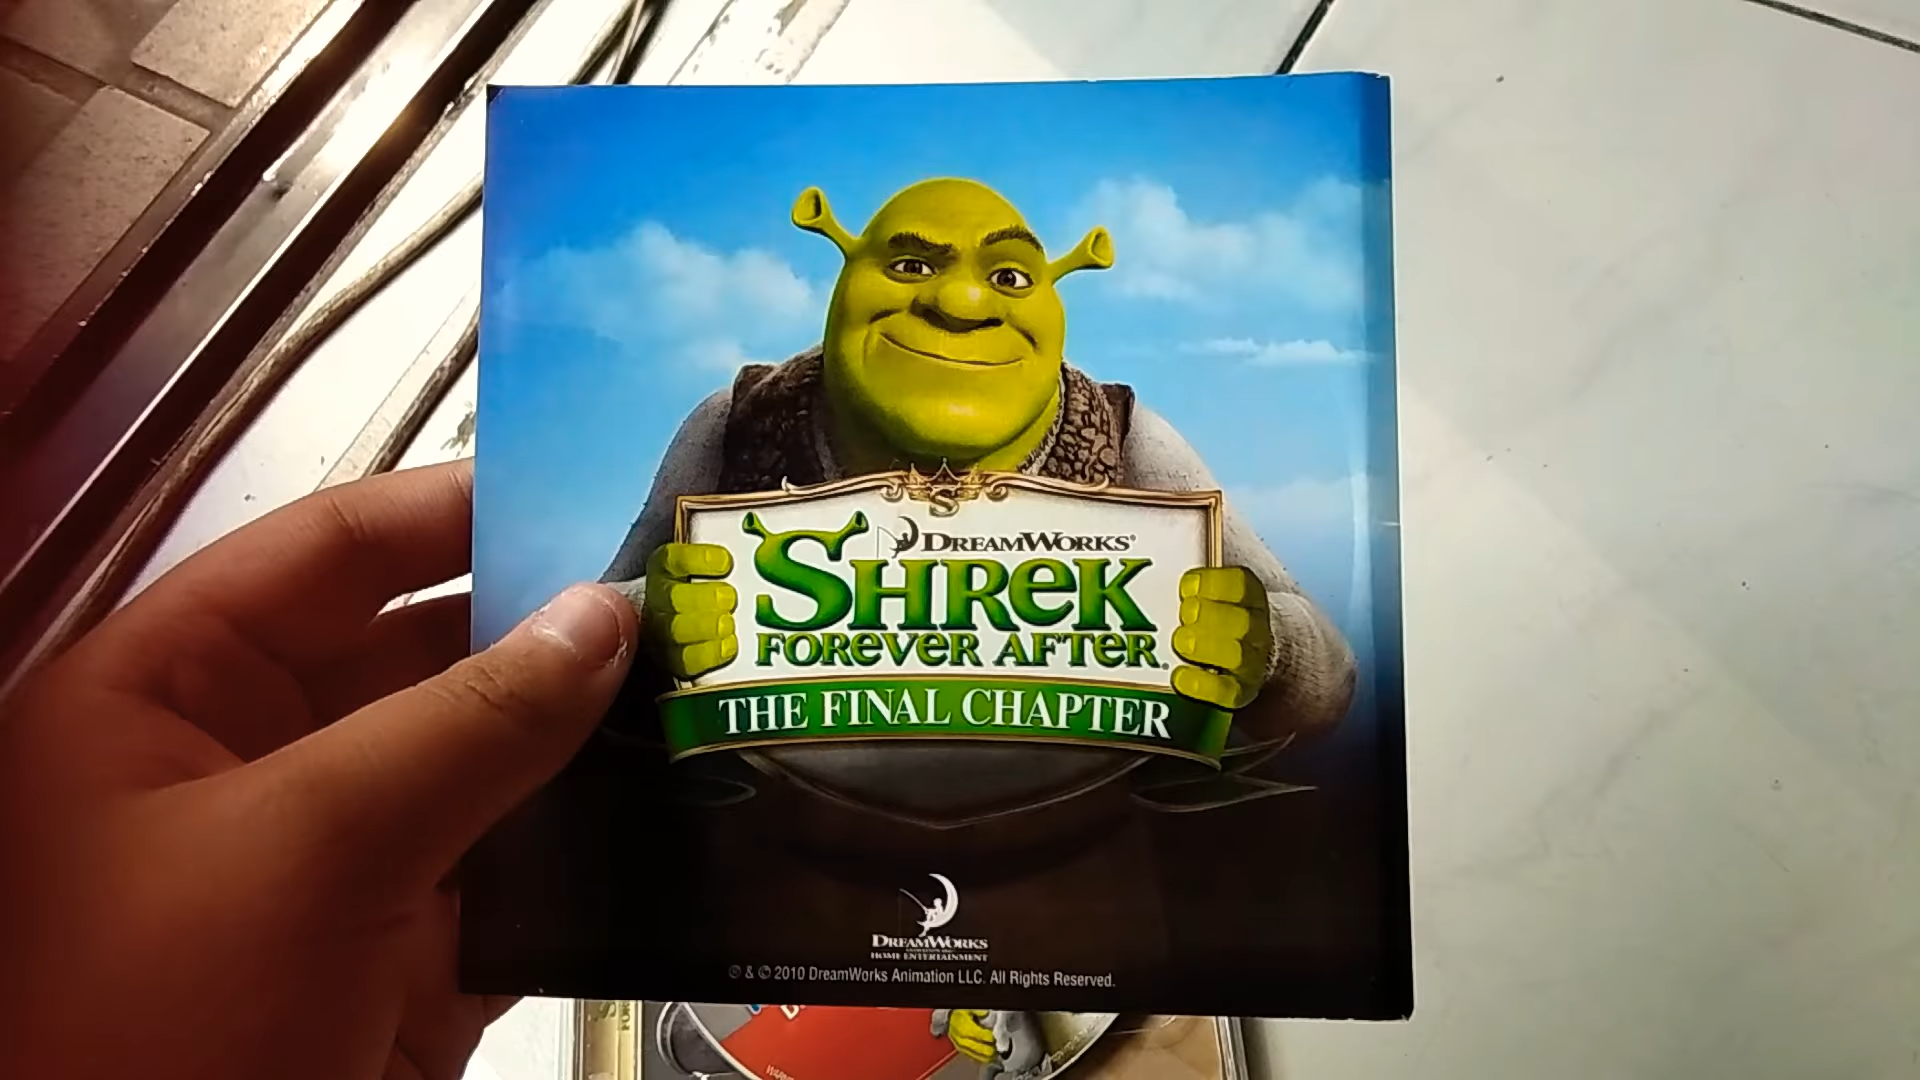 DREAMWORKS®
SHREK
FOREVER AFTER
THE FINAL CHAPTER
DREAMWORKS
HOME ENTERTAINMENT
℗ & © 2010 DreamWorks Animation LLC. All Rights Reserved.